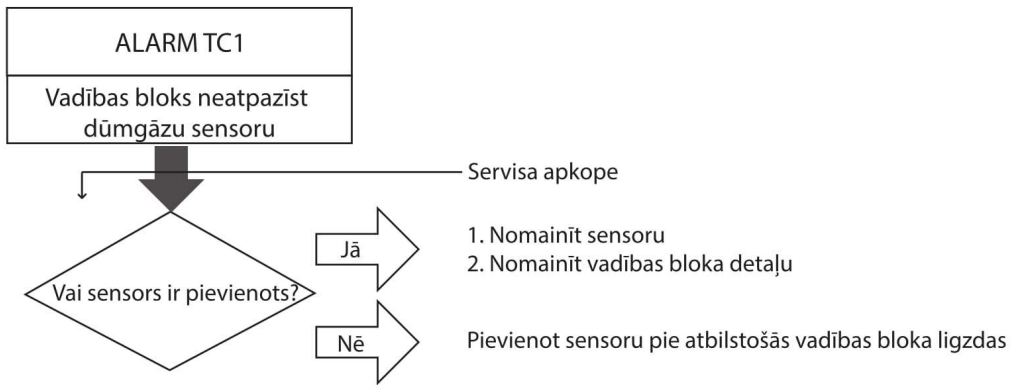 ALARM TC1
Vadības bloks neatpazīst
dūmgāzu sensoru
Servisa apkope
Vai sensors ir pievienots?
Jā
1. Nomainīt sensoru
2. Nomainīt vadības bloka detaļu
Nē
Pievienot sensoru pie atbilstošās vadības bloka ligzdas